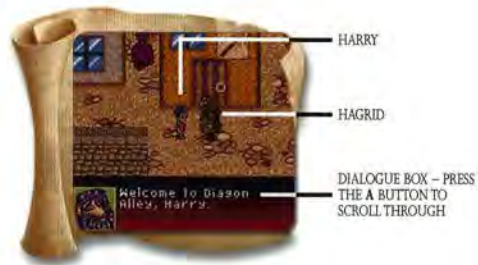 HARRY
HAGRID
DIALOGUE BOX – PRESS
THE A BUTTON TO
SCROLL THROUGH
Welcome To Diagon
Alley, Harry.